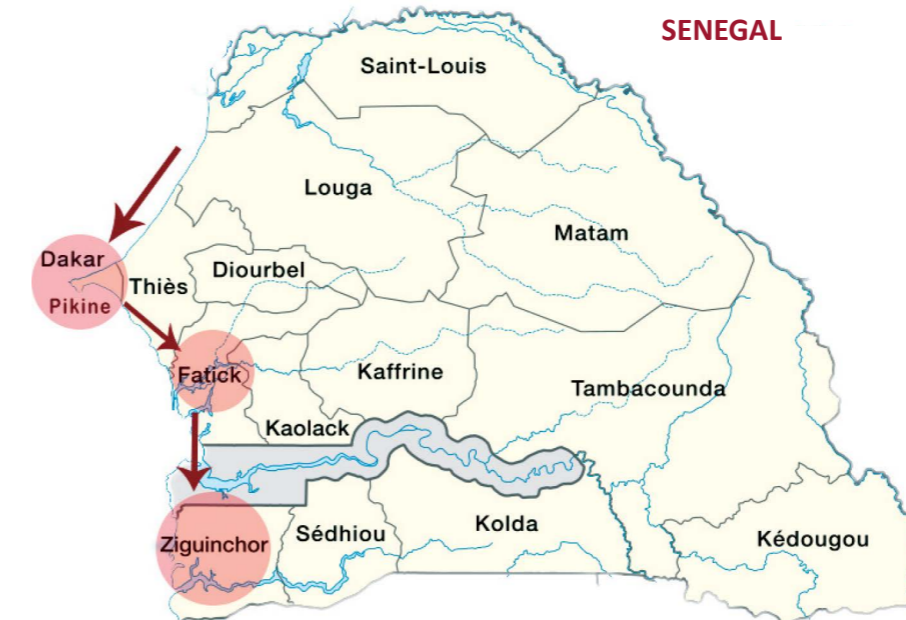 SENEGAL
Saint-Louis
Louga
Matam
Dakar
Pikine
Thiès
Diourbel
Fatick
Kaffrine
Tambacounda
Kaolack
Ziguinchor
Sédhiou
Kolda
Kédougou